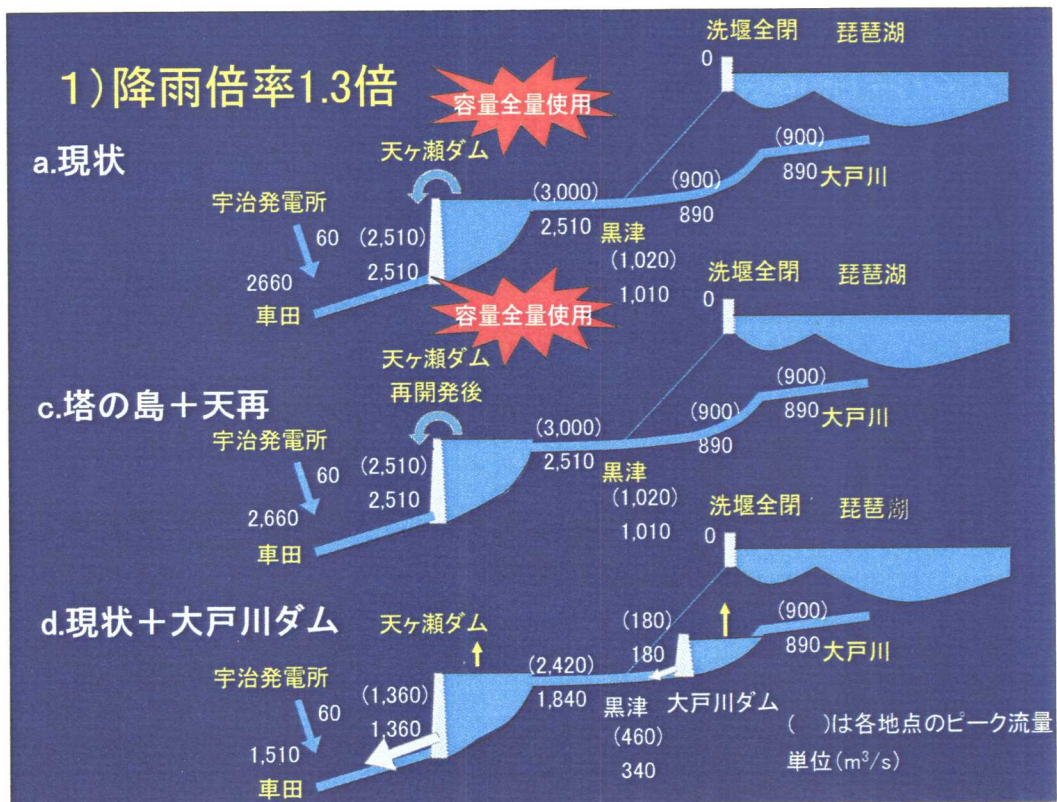 1)降雨倍率1.3倍
容量全量使用
洗堰全閉 琵琶湖
0
a.現状
天ヶ瀬ダム
宇治発電所
60
(2,510)
2,510
2660
車田
(3,000)
2,510
黒津
(1,020)
1,010
(900)
890
(900)
890
大戸川
容量全量使用
洗堰全閉 琵琶湖
0
c.塔の島+天再
天ヶ瀬ダム
再開発後
宇治発電所
60
(2,510)
2,510
2,660
車田
(3,000)
2,510
黒津
(1,020)
1,010
(900)
890
(900)
890
大戸川
洗堰全閉 琵琶湖
0
d.現状+大戸川ダム
天ヶ瀬ダム
宇治発電所
60
(1,360)
1,360
1,510
車田
(2,420)
1,840
黒津
(460)
340
(180)
180
大戸川ダム
(900)
890
大戸川
( )は各地点のピーク流量
単位(m³/s)